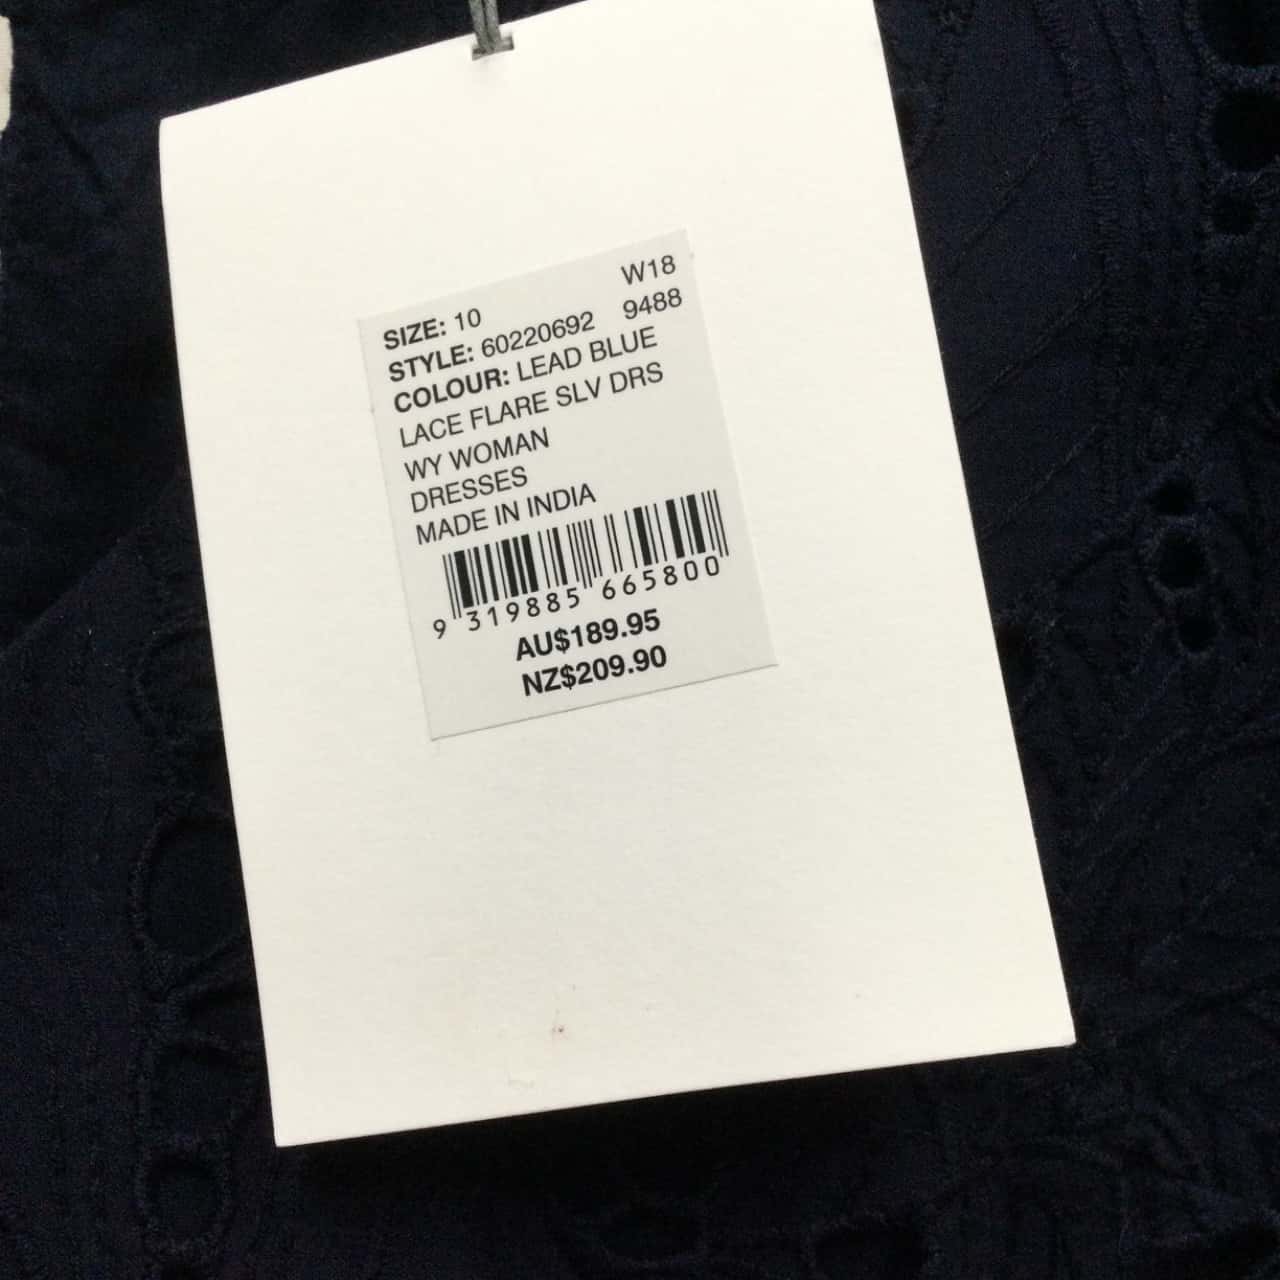 W18
SIZE: 10
STYLE: 60220692 9488
COLOUR: LEAD BLUE
LACE FLARE SLV DRS
WY WOMAN
DRESSES
MADE IN INDIA
9 319885 665800
AU$189.95
NZ$209.90